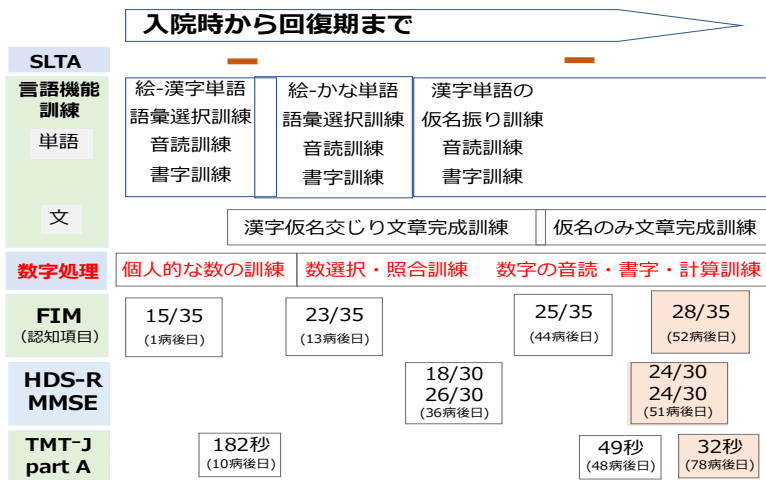 入院時から回復期まで
SLTA
言語機能
訓練
単語
絵-漢字単語
語彙選択訓練
音読訓練
書字訓練
絵-かな単語
語彙選択訓練
音読訓練
書字訓練
漢字単語の
仮名振り訓練
音読訓練
書字訓練
文
漢字仮名交じり文章完成訓練
仮名のみ文章完成訓練
数字処理
個人的な数の訓練
数選択・照合訓練
数字の音読・書字・計算訓練
FIM
(認知項目)
15/35
(1病後日)
23/35
(13病後日)
25/35
(44病後日)
28/35
(52病後日)
HDS-R
MMSE
18/30
26/30
(36病後日)
24/30
24/30
(51病後日)
TMT-J
part A
182秒
(10病後日)
49秒
(48病後日)
32秒
(78病後日)